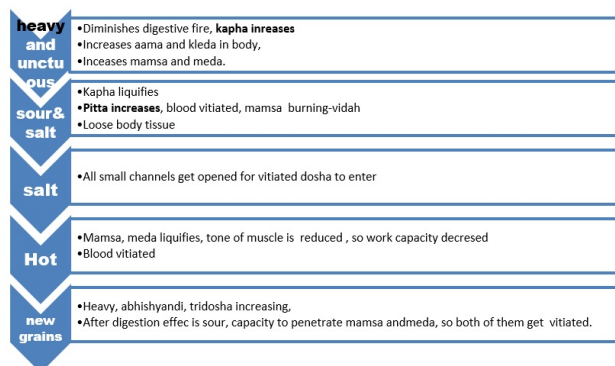 heavy
and
unctu
ous
•Diminishes digestive fire, kapha inreases
•Increases aama and kleda in body,
•Inceases mamsa and meda.
sour&
salt
•Kapha liquifies
•Pitta increases, blood vitiated, mamsa burning-vidah
•Loose body tissue
salt
•All small channels get opened for vitiated dosha to enter
Hot
•Mamsa, meda liquifies, tone of muscle is reduced , so work capacity decresed
•Blood vitiated
new
grains
•Heavy, abhishyandi, tridosha increasing,
•After digestion effec is sour, capacity to penetrate mamsa andmeda, so both of them get vitiated.